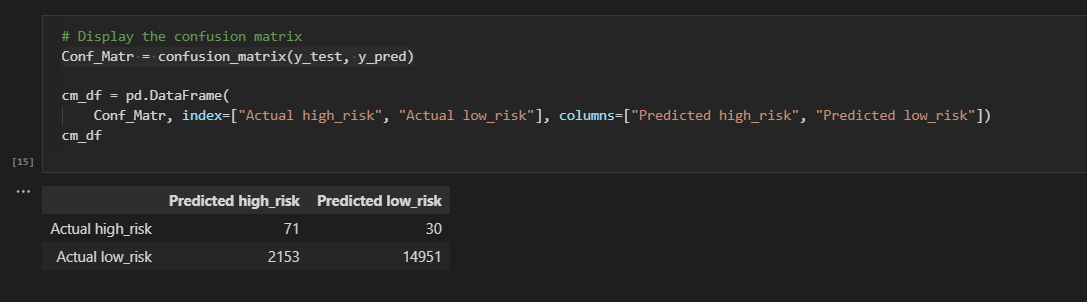 # Display the confusion matrix
Conf_Matr = confusion_matrix(y_test, y_pred)
cm_df = pd.DataFrame(
Conf_Matr, index=["Actual high_risk", "Actual low_risk"], columns=["Predicted high_risk", "Predicted low_risk"])
cm_df
[15]
...
Predicted high_risk Predicted low_risk
Actual high_risk 71 30
Actual low_risk 2153 14951